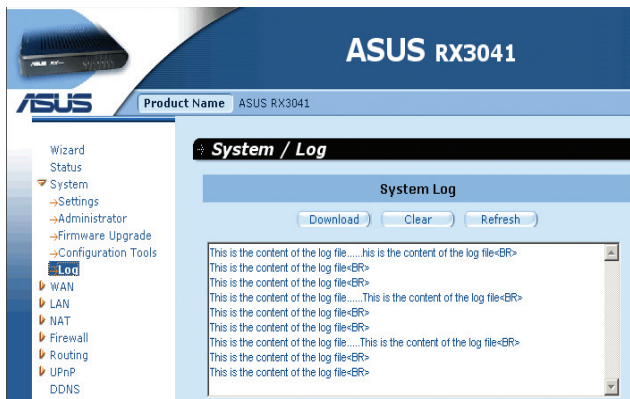 ASUS RX3041
ASUS
Product Name ASUS RX3041
Wizard
Status
System
→Settings
→Administrator
→Firmware Upgrade
→Configuration Tools
→Log
WAN
LAN
NAT
Firewall
Routing
UPnP
DDNS
System / Log
System Log
Download Clear Refresh
This is the content of the log file......his is the content of the log file<BR>
This is the content of the log file<BR>
This is the content of the log file<BR>
This is the content of the log file.....This is the content of the log file<BR>
This is the content of the log file<BR>
This is the content of the log file<BR>
This is the content of the log file.....This is the content of the log file<BR>
This is the content of the log file<BR>
This is the content of the log file<BR>